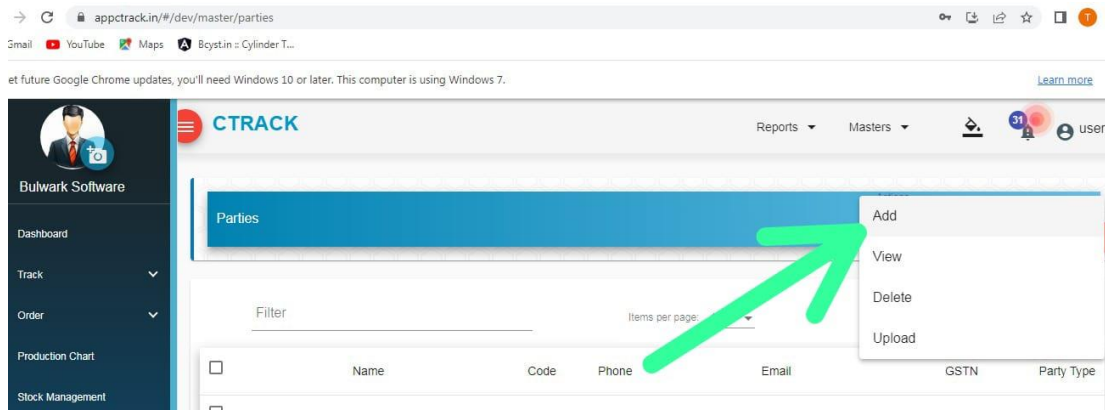 appctrack.in/#/dev/master/parties
T
Gmail YouTube Maps Bcyst.in :: Cylinder T...
et future Google Chrome updates, you'll need Windows 10 or later. This computer is using Windows 7. Learn more
CTRACK
Reports Masters 31 user
Bulwark Software
Parties
Dashboard
Track
Order
Production Chart
Stock Management
Add
View
Delete
Upload
Filter
Items per page:
Name Code Phone Email GSTN Party Type